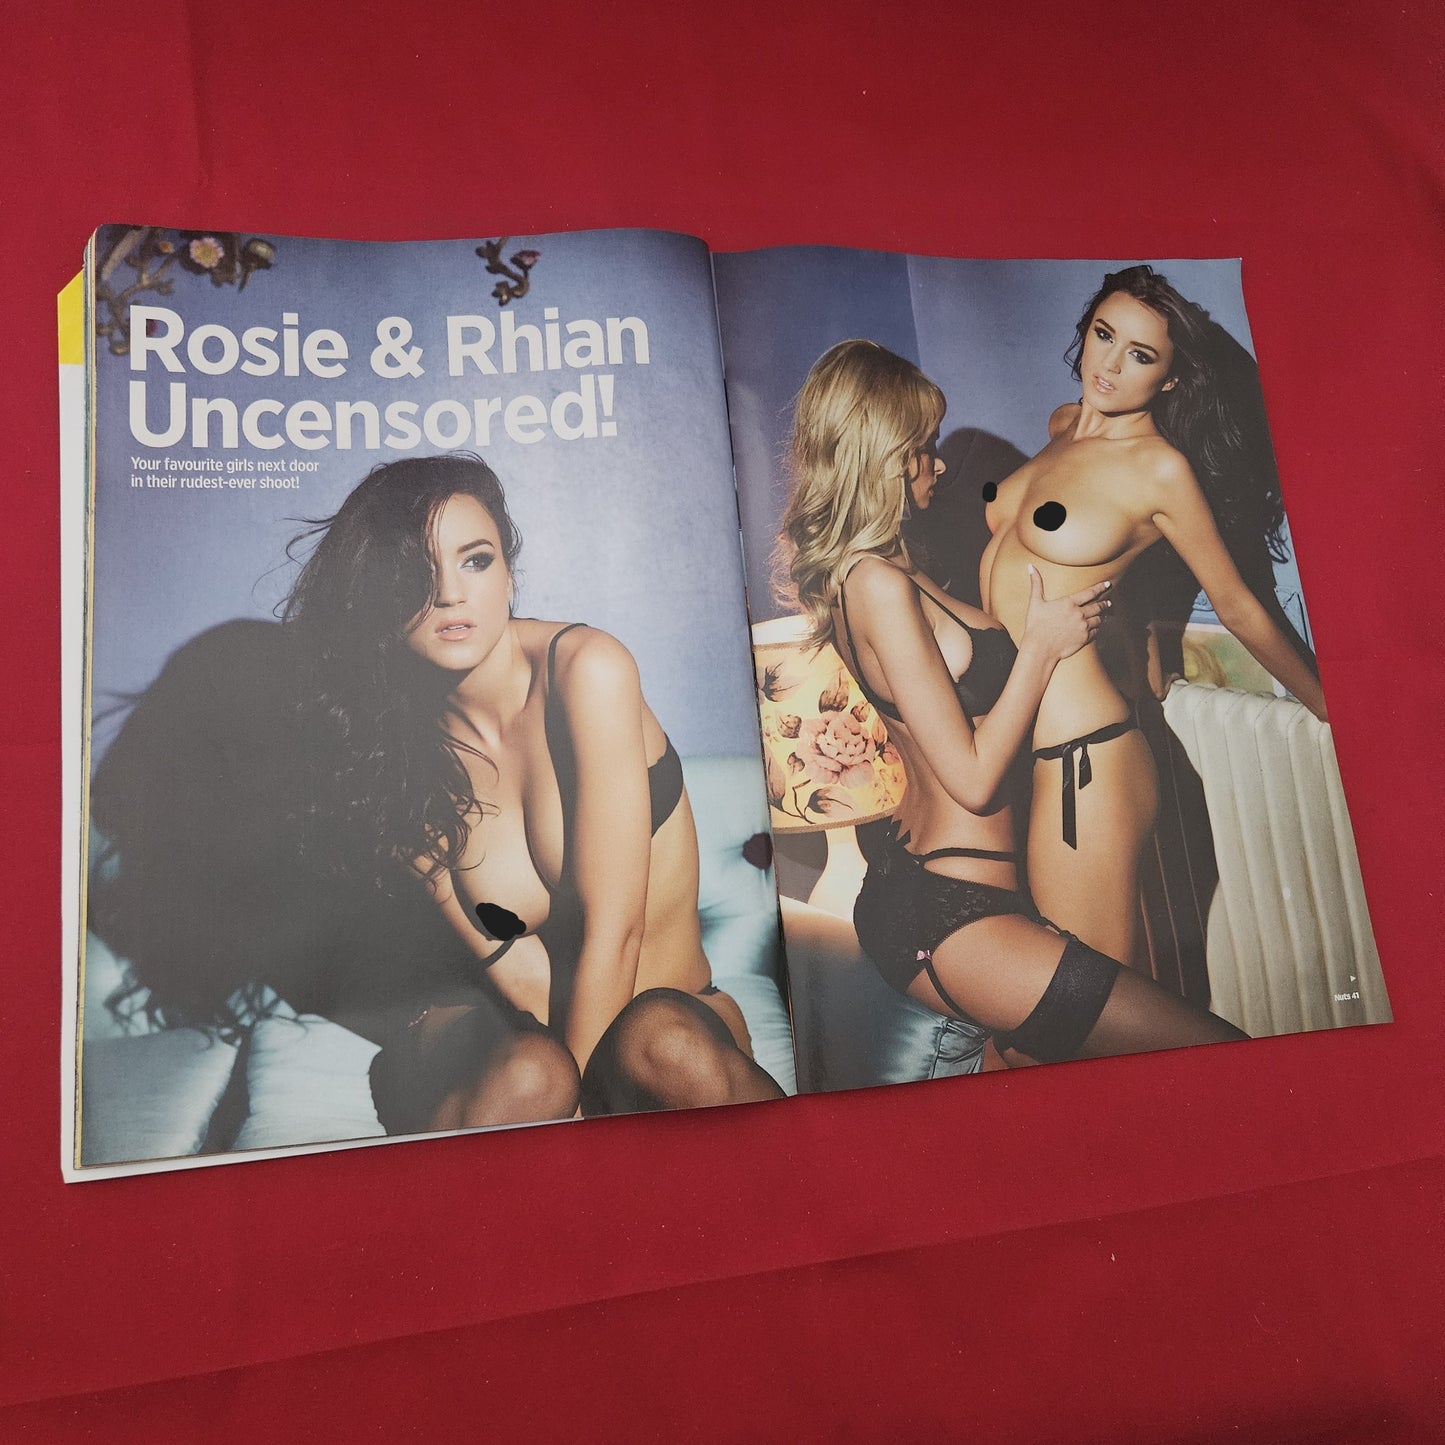 Rosie & Rhian
Uncensored!
Your favourite girls next door
in their rudest-ever shoot!
Nuts 41